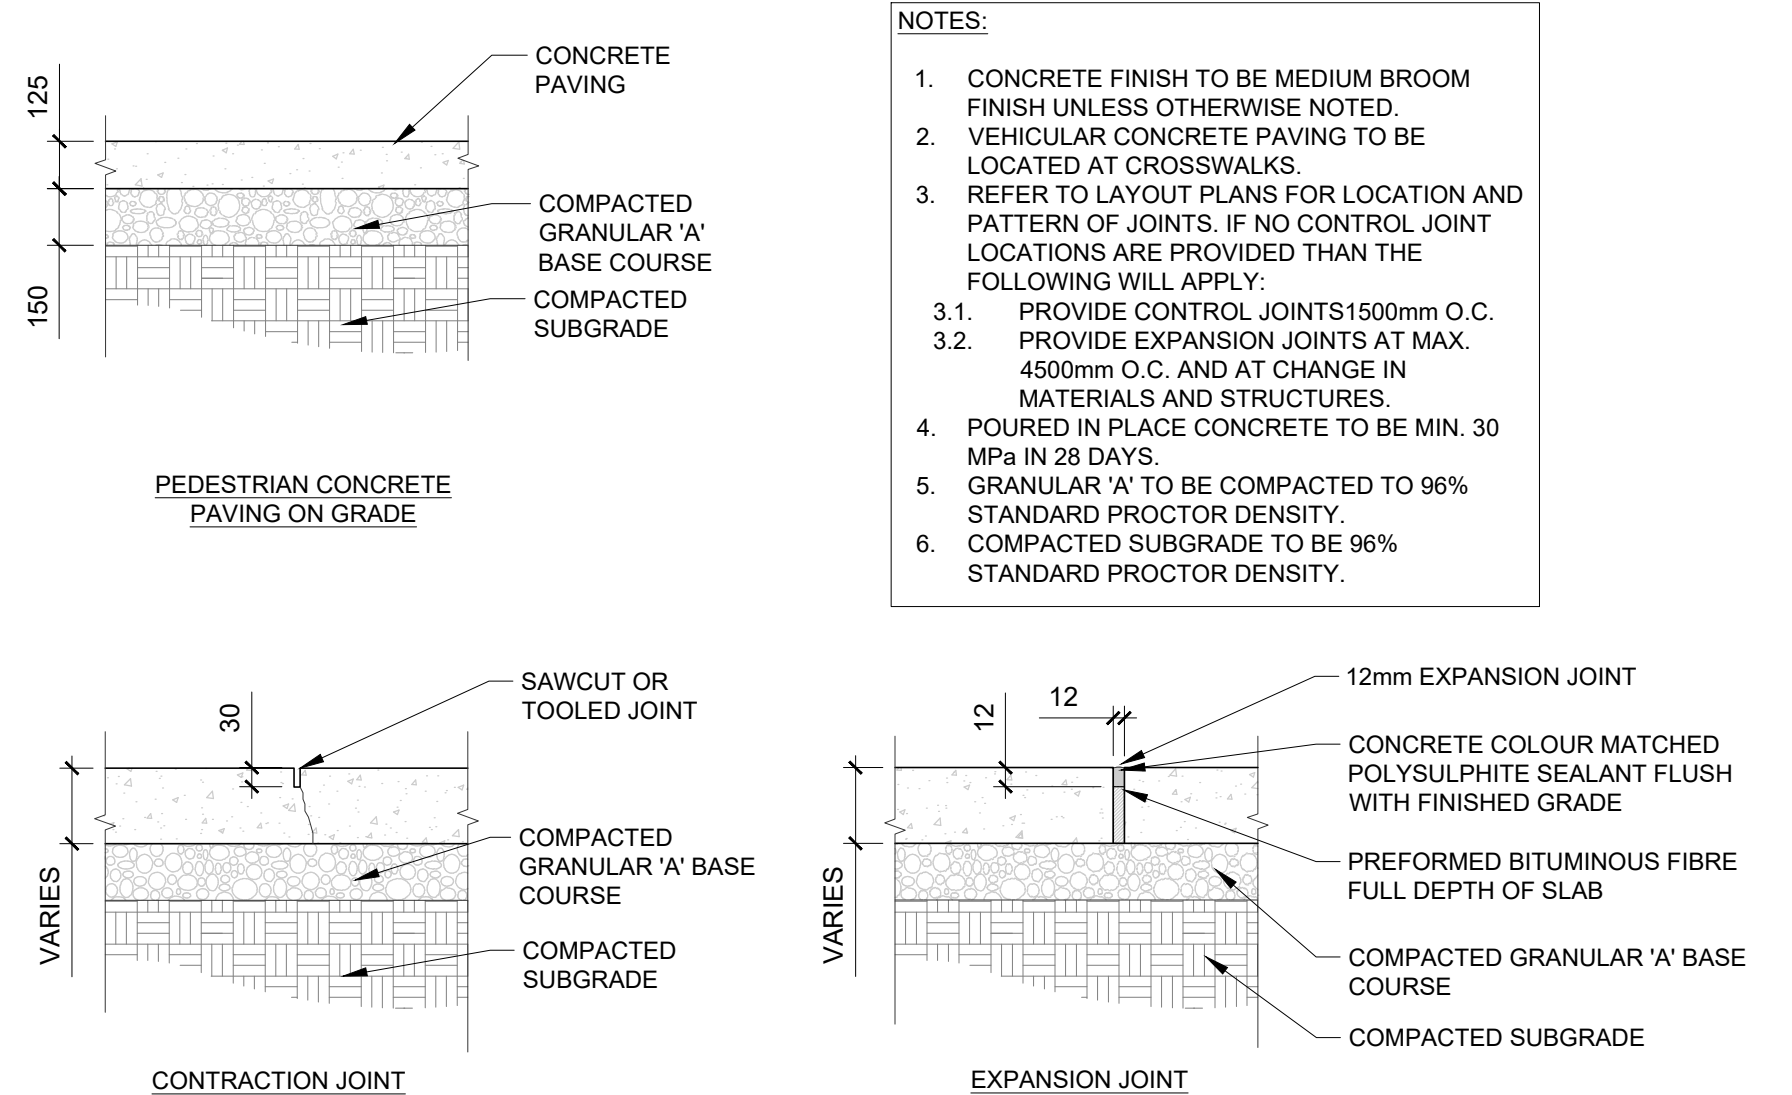 CONCRETE
PAVING
125
COMPACTED
GRANULAR 'A'
BASE COURSE
150
COMPACTED
SUBGRADE
PEDESTRIAN CONCRETE
PAVING ON GRADE
NOTES:
1. CONCRETE FINISH TO BE MEDIUM BROOM
FINISH UNLESS OTHERWISE NOTED.
2. VEHICULAR CONCRETE PAVING TO BE
LOCATED AT CROSSWALKS.
3. REFER TO LAYOUT PLANS FOR LOCATION AND
PATTERN OF JOINTS. IF NO CONTROL JOINT
LOCATIONS ARE PROVIDED THAN THE
FOLLOWING WILL APPLY:
3.1. PROVIDE CONTROL JOINTS1500mm O.C.
3.2. PROVIDE EXPANSION JOINTS AT MAX.
4500mm O.C. AND AT CHANGE IN
MATERIALS AND STRUCTURES.
4. POURED IN PLACE CONCRETE TO BE MIN. 30
MPa IN 28 DAYS.
5. GRANULAR 'A' TO BE COMPACTED TO 96%
STANDARD PROCTOR DENSITY.
6. COMPACTED SUBGRADE TO BE 96%
STANDARD PROCTOR DENSITY.
SAWCUT OR
TOOLED JOINT
30
COMPACTED
GRANULAR 'A' BASE
COURSE
VARIES
COMPACTED
SUBGRADE
CONTRACTION JOINT
12mm EXPANSION JOINT
12
12
CONCRETE COLOUR MATCHED
POLYSULPHITE SEALANT FLUSH
WITH FINISHED GRADE
PREFORMED BITUMINOUS FIBRE
FULL DEPTH OF SLAB
VARIES
COMPACTED GRANULAR 'A' BASE
COURSE
COMPACTED SUBGRADE
EXPANSION JOINT